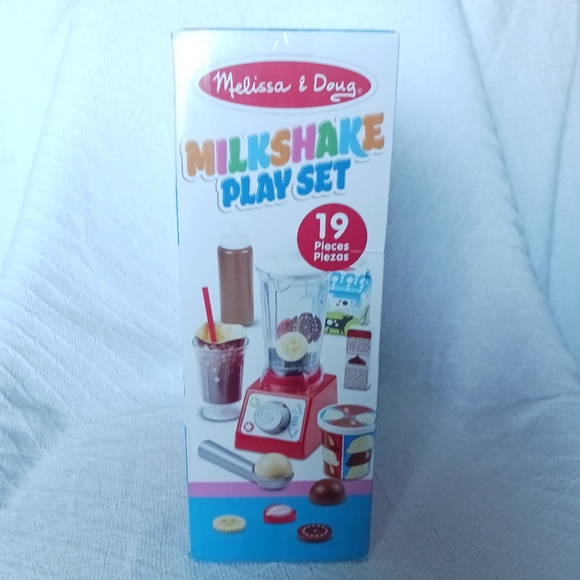 Melissa & Doug®
MILKSHAKE
PLAY SET
19
Pieces
Piezas